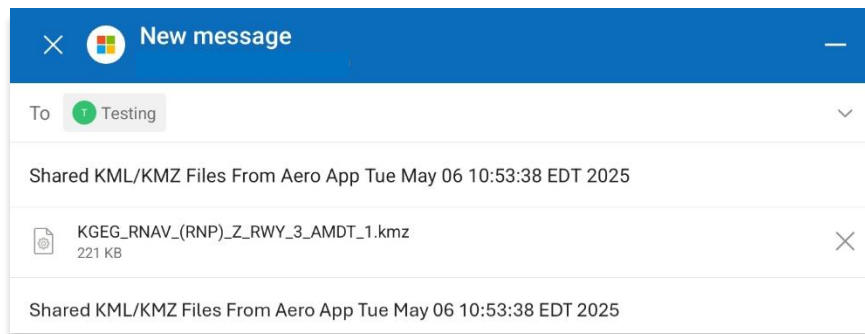 New message
To T Testing
Shared KML/KMZ Files From Aero App Tue May 06 10:53:38 EDT 2025
KGEG_RNAV_(RNP)_Z_RWY_3_AMDT_1.kmz
221 KB
Shared KML/KMZ Files From Aero App Tue May 06 10:53:38 EDT 2025